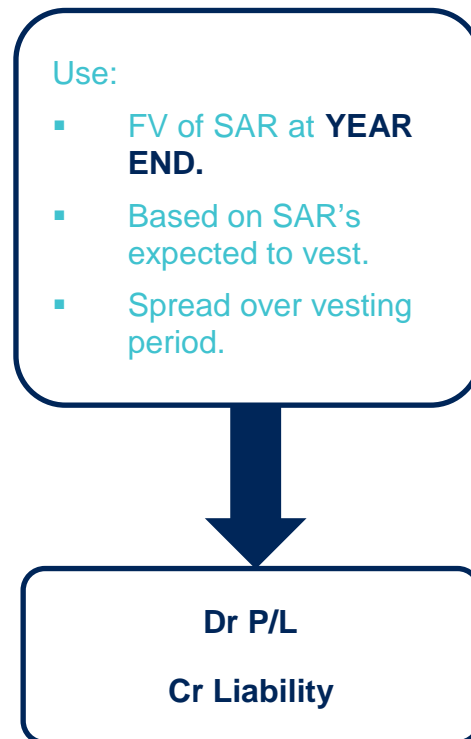 Use:
▪ FV of SAR at YEAR
END.
▪ Based on SAR's
expected to vest.
▪ Spread over vesting
period.
Dr P/L
Cr Liability